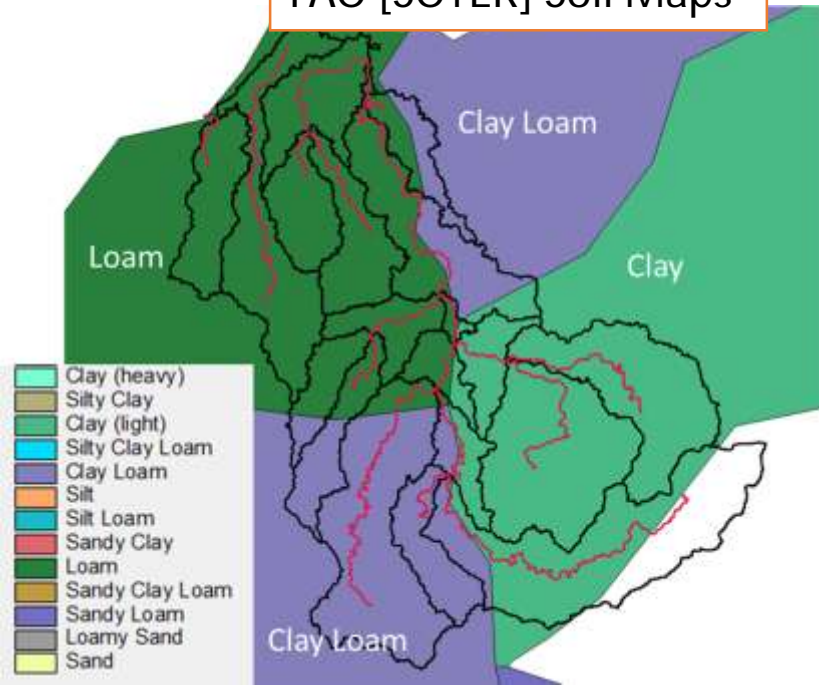 FAO [SOTER] Soil Maps
Clay Loam
Loam
Clay
Clay (heavy)
Silty Clay
Clay (light)
Silty Clay Loam
Clay Loam
Silt
Silt Loam
Sandy Clay
Loam
Sandy Clay Loam
Sandy Loam
Loamy Sand
Sand
Clay Loam